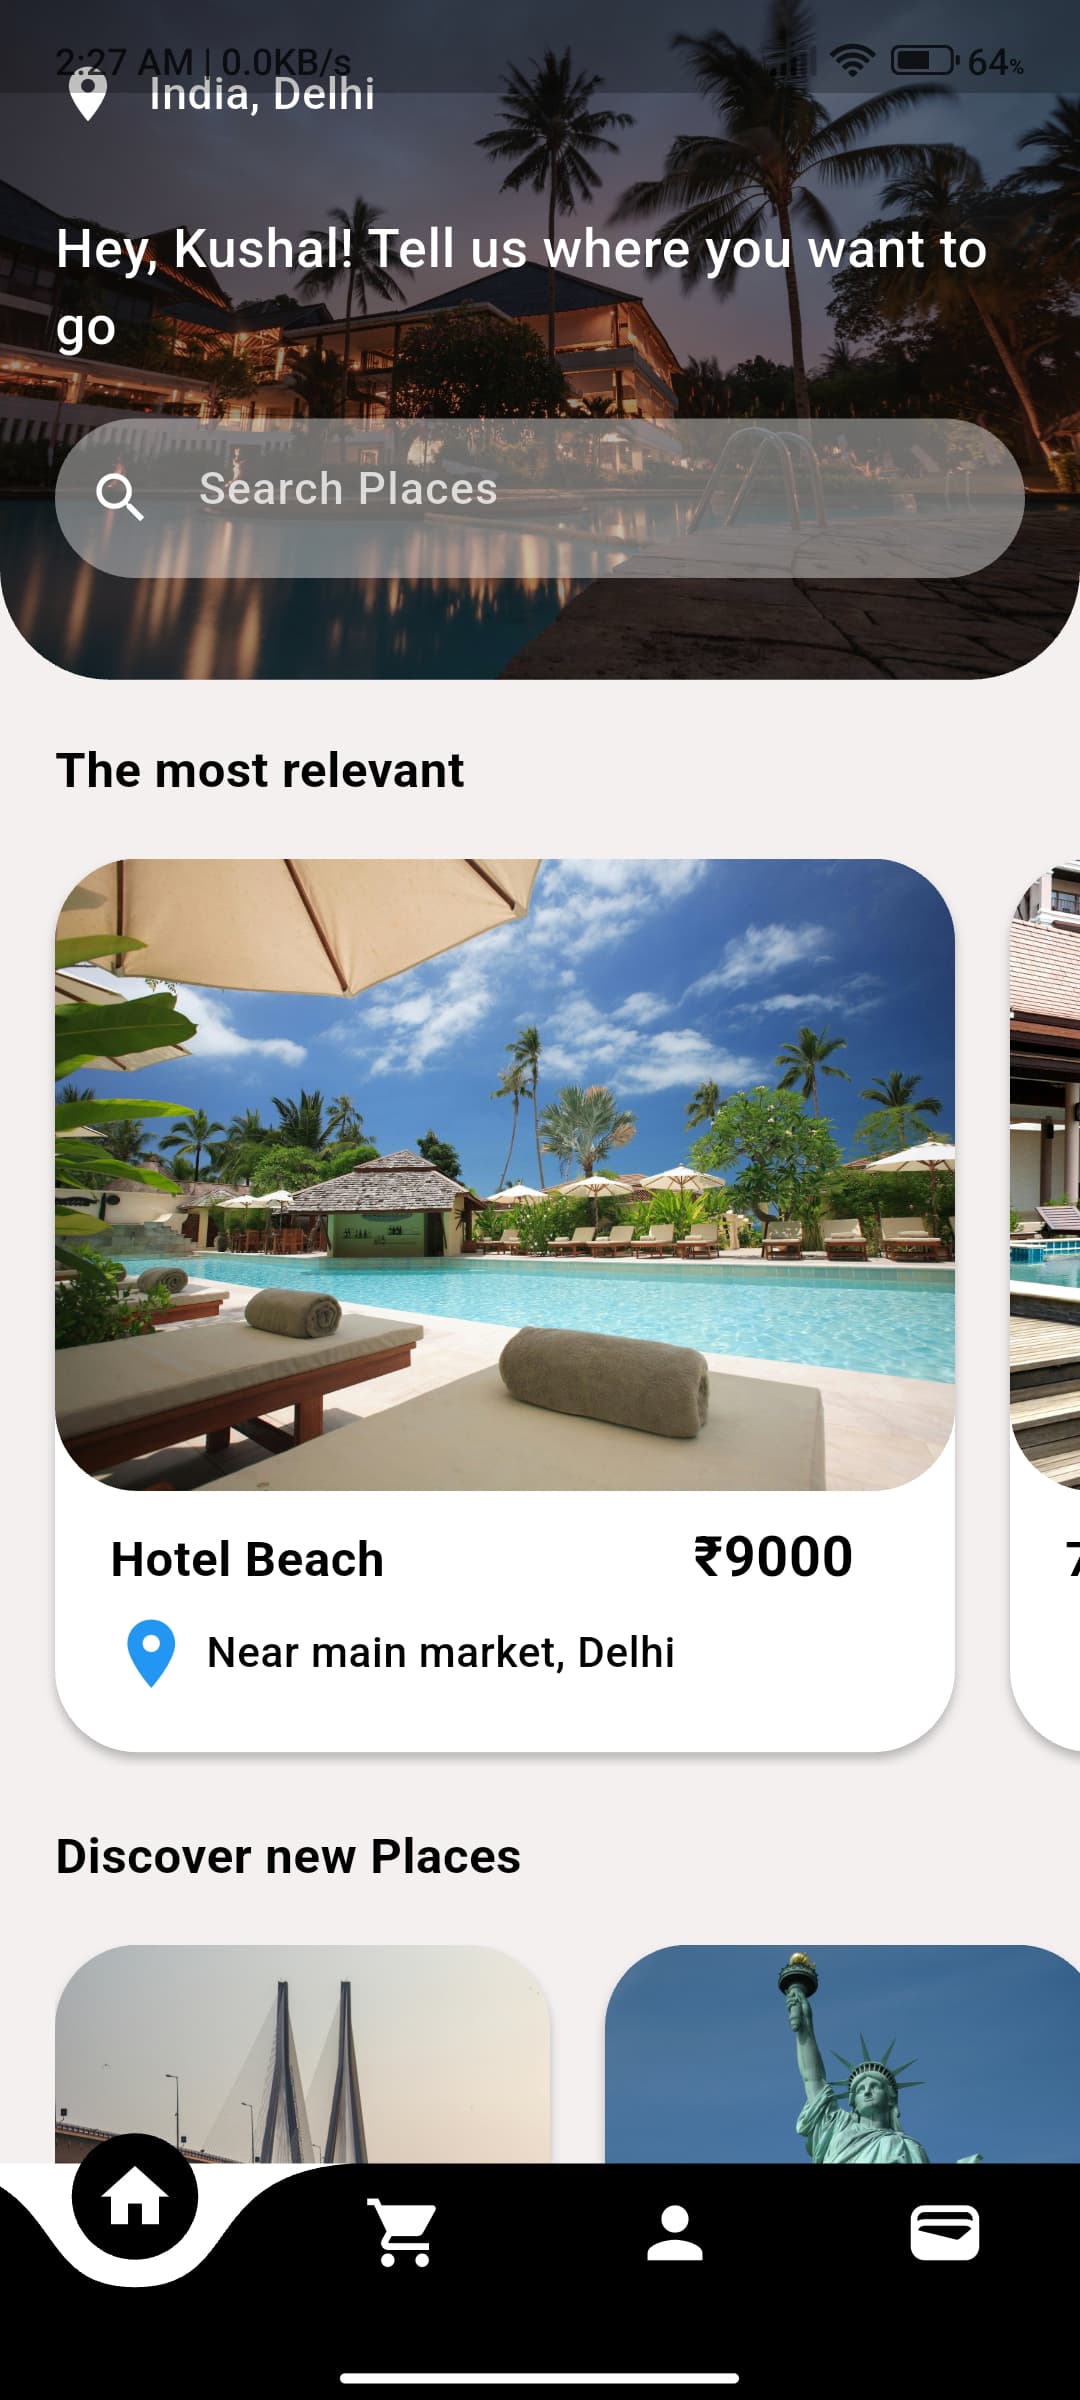 2:27 AM | 0.0KB/s
64%
India, Delhi
Hey, Kushal! Tell us where you want to
go
Search Places
The most relevant
Hotel Beach
₹9000
Near main market, Delhi
Discover new Places